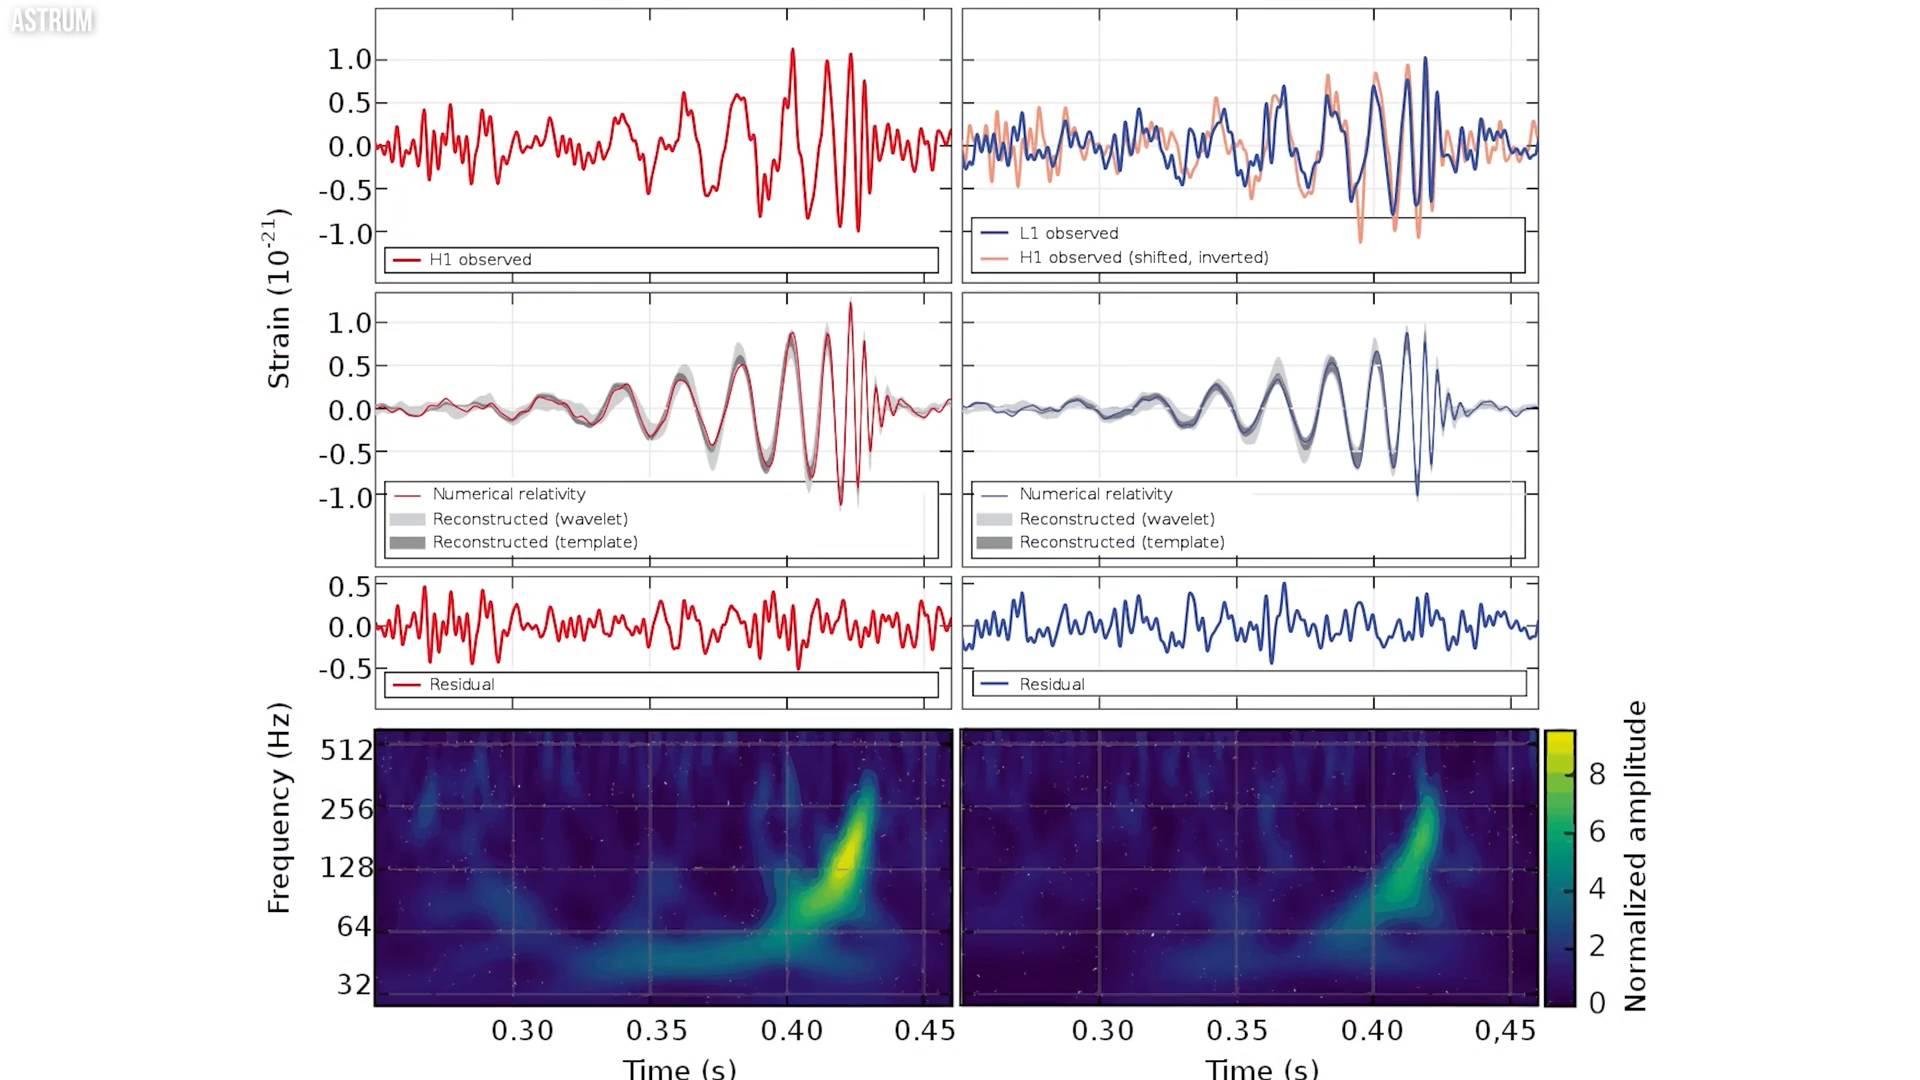 ASTRUM
Strain (10-21)
1.0
0.5
0.0
-0.5
-1.0
H1 observed
L1 observed
H1 observed (shifted, inverted)
1.0
0.5
0.0
-0.5
-1.0
Numerical relativity
Reconstructed (wavelet)
Reconstructed (template)
Numerical relativity
Reconstructed (wavelet)
Reconstructed (template)
0.5
0.0
-0.5
Residual
Residual
Frequency (Hz)
512
256
128
64
32
8
6
4
2
0
Normalized amplitude
0.30 0.35 0.40 0.45
0.30 0.35 0.40 0,45
Time (s)
Time (s)